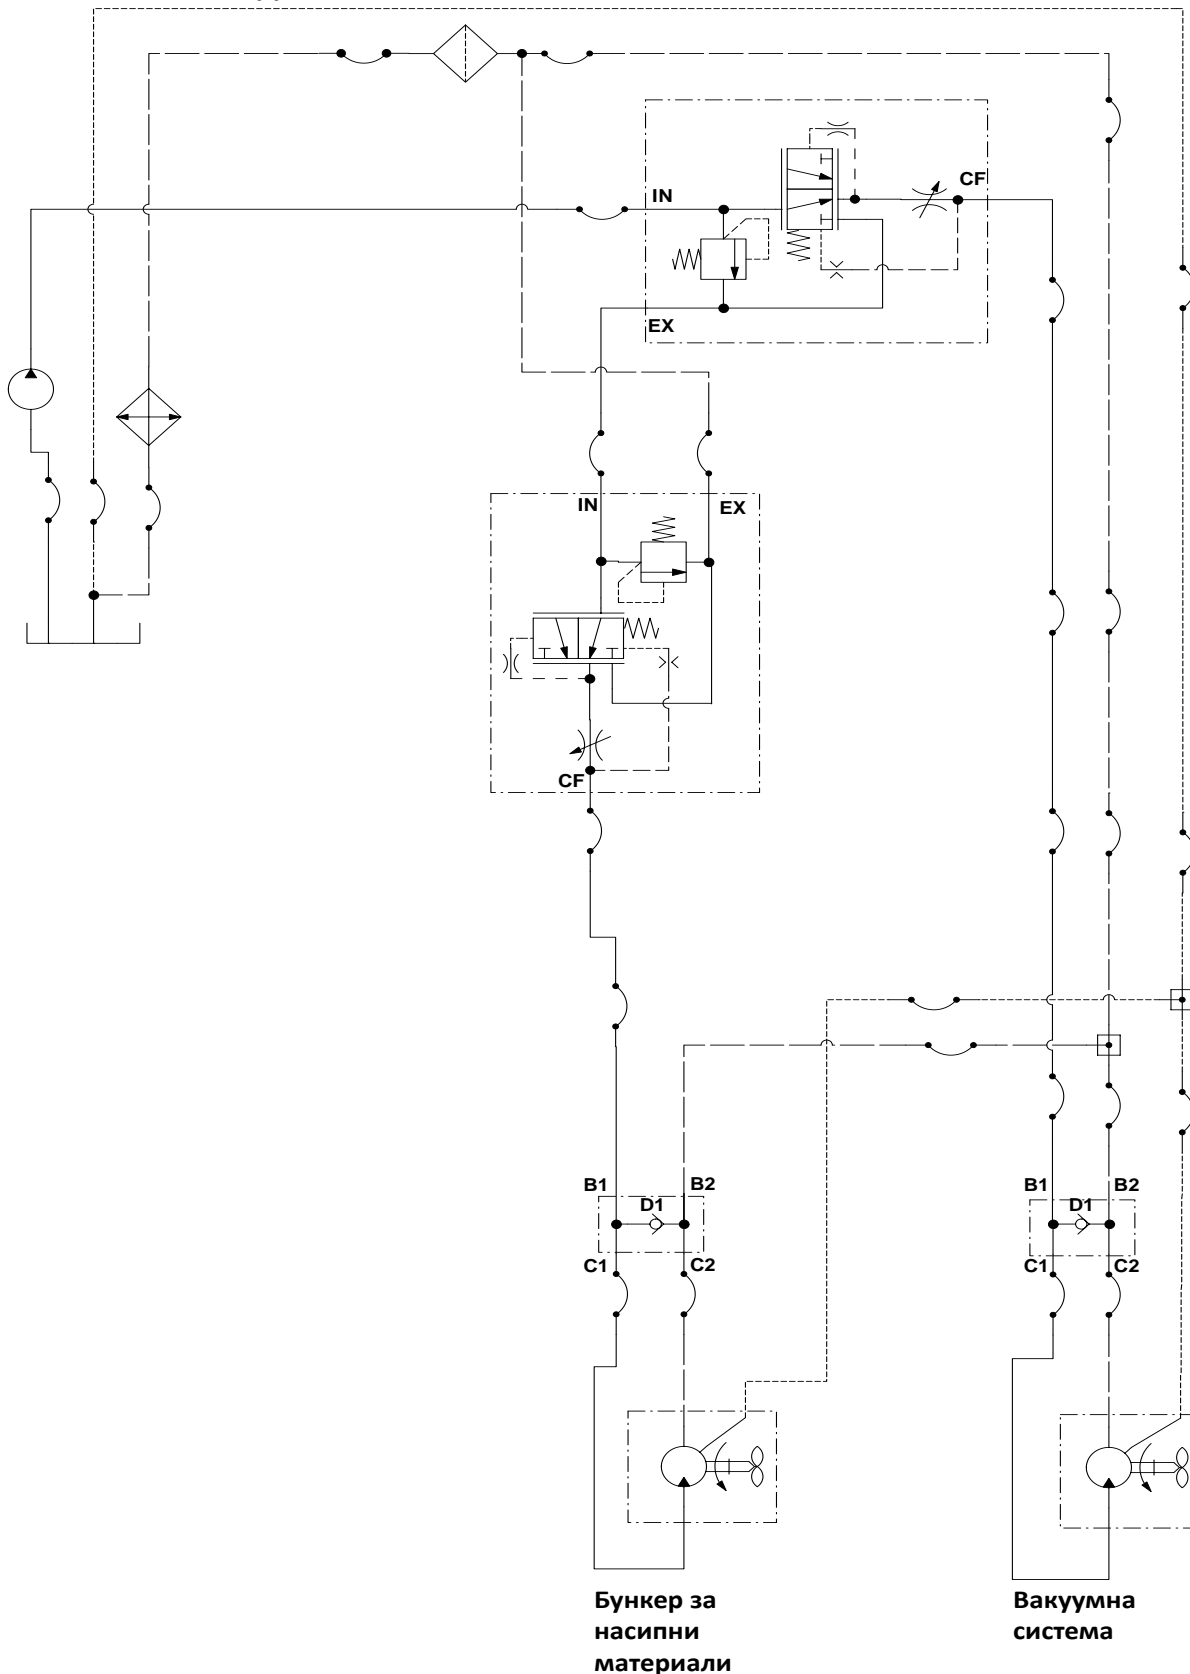 CF
IN
EX
IN
EX
CF
B1
B2
D1
C1
C2
B1
B2
D1
C1
C2
Бункер за
насипни
материали
Вакуумна
система